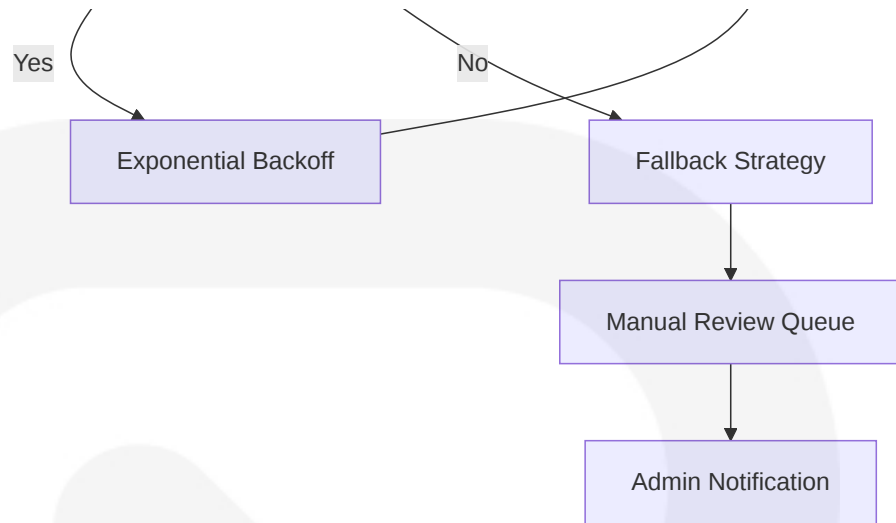 Yes
No
Exponential Backoff
Fallback Strategy
Manual Review Queue
Admin Notification